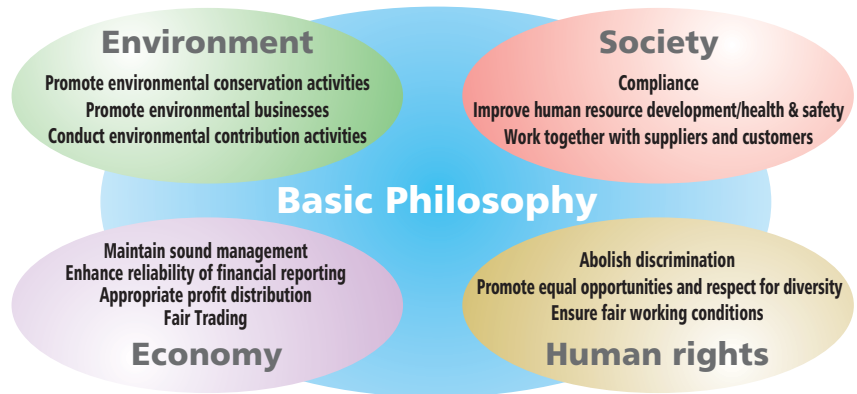 Environment
Promote environmental conservation activities
Promote environmental businesses
Conduct environmental contribution activities
Society
Compliance
Improve human resource development/health & safety
Work together with suppliers and customers
Basic Philosophy
Maintain sound management
Enhance reliability of financial reporting
Appropriate profit distribution
Fair Trading
Economy
Abolish discrimination
Promote equal opportunities and respect for diversity
Ensure fair working conditions
Human rights